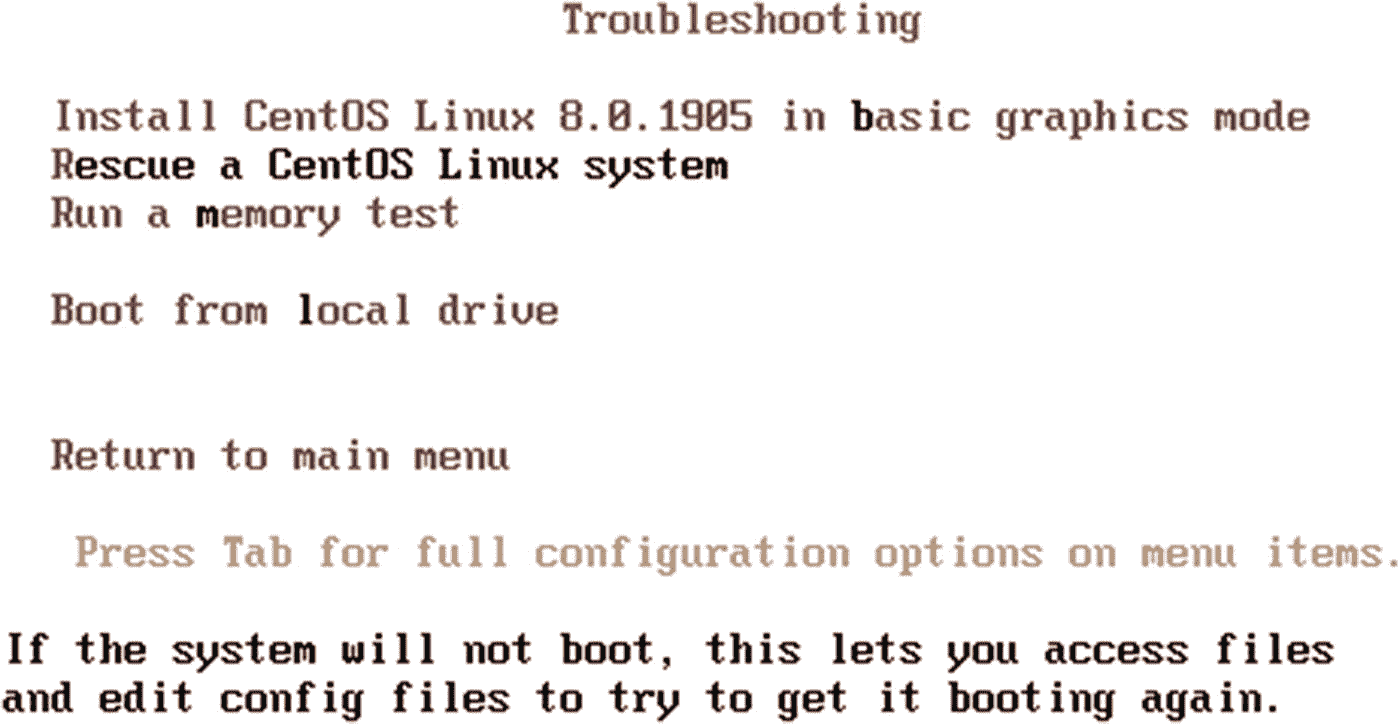 Troubleshooting
Install CentOS Linux 8.0.1905 in basic graphics mode
Rescue a CentOS Linux system
Run a memory test
Boot from local drive
Return to main menu
Press Tab for full configuration options on menu items.
If the system will not boot, this lets you access files
and edit config files to try to get it booting again.